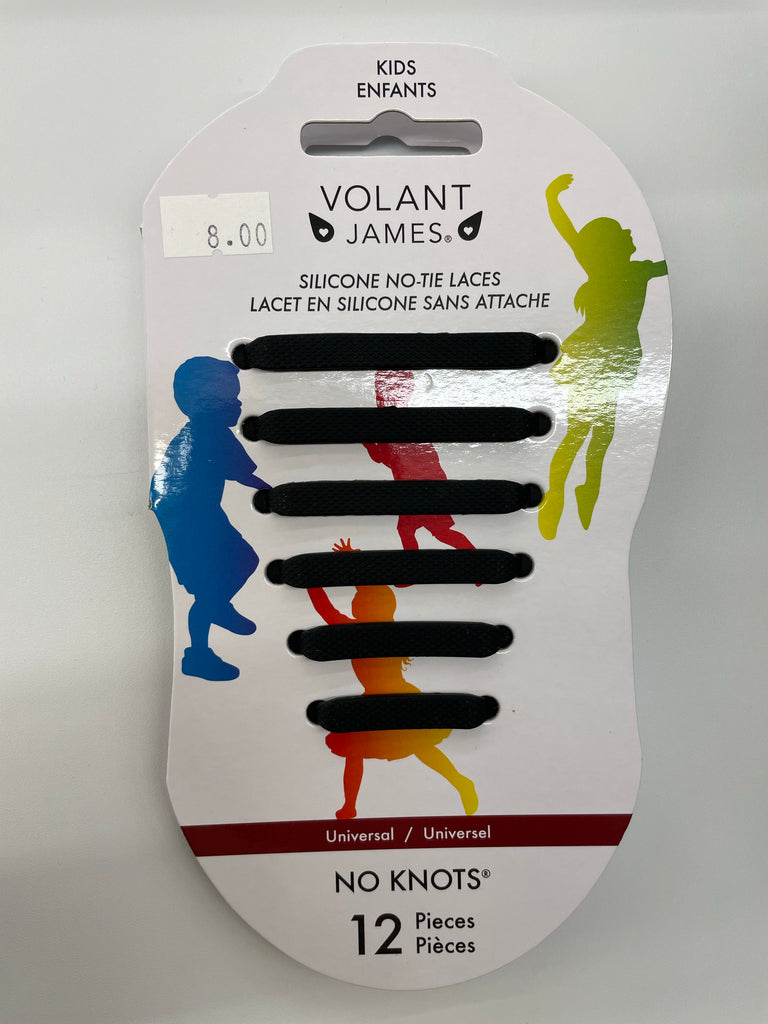 KIDS
ENFANTS
VOLANT
JAMES®
8.00
SILICONE NO-TIE LACES
LACET EN SILICONE SANS ATTACHE
Universal / Universel
NO KNOTS®
12 Pieces
Pièces